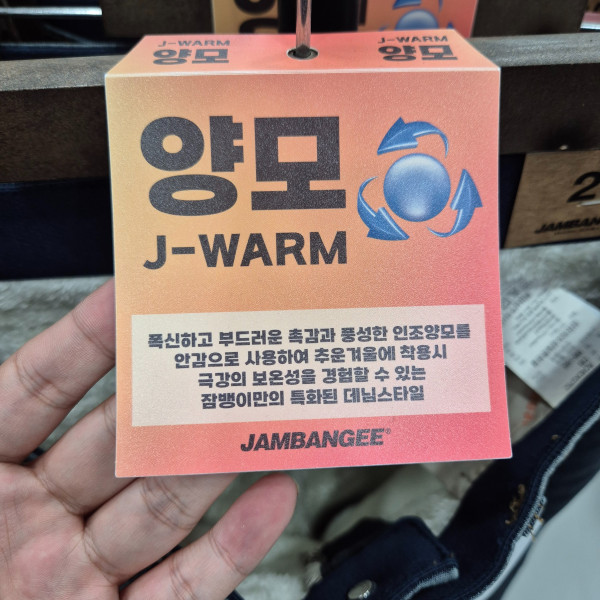 J-WARM
양모
J-WARM
양모
양모
J-WARM
폭신하고 부드러운 촉감과 풍성한 인조양모를
안감으로 사용하여 추운겨울에 착용시
극강의 보온성을 경험할 수 있는
잠뱅이만의 특화된 데님스타일
JAMBANGEE®
2
JAMBANGEE